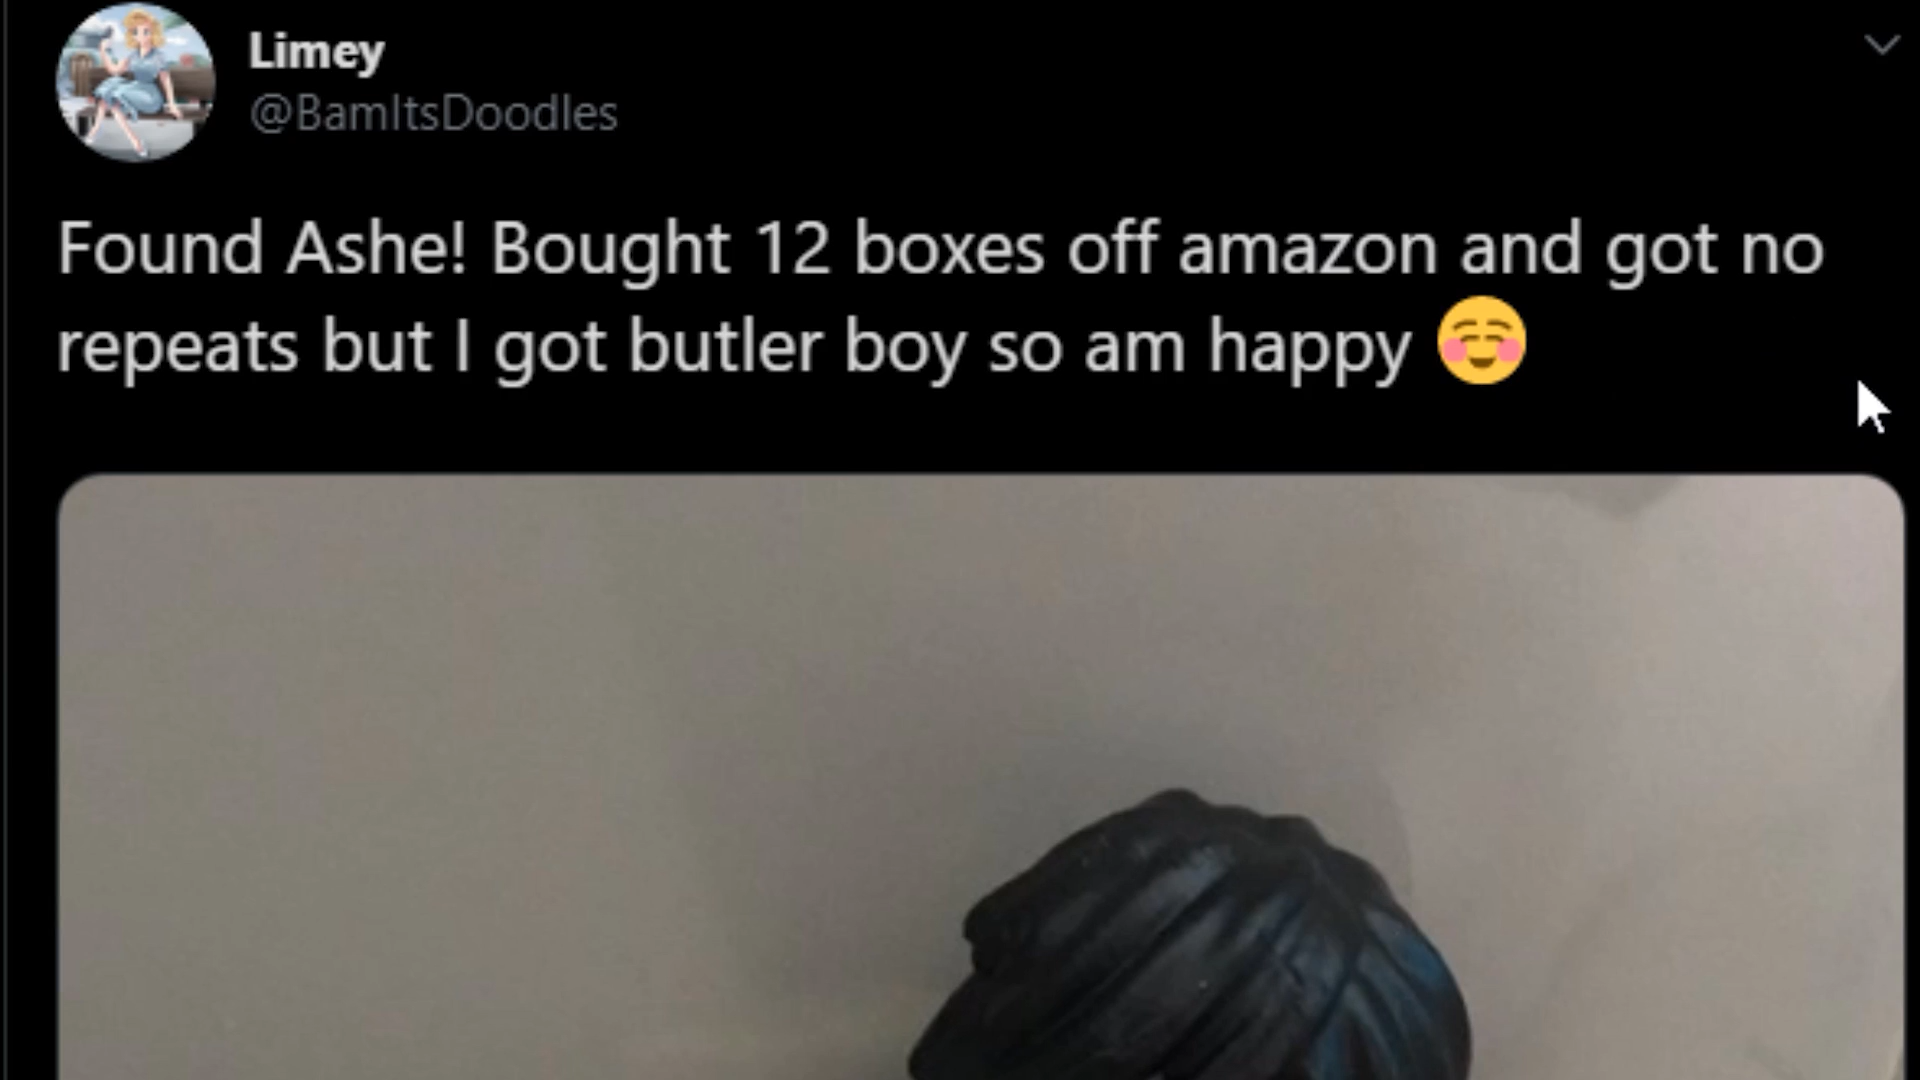 Limey
@BamItsDoodles
Found Ashe! Bought 12 boxes off amazon and got no
repeats but I got butler boy so am happy ☺️